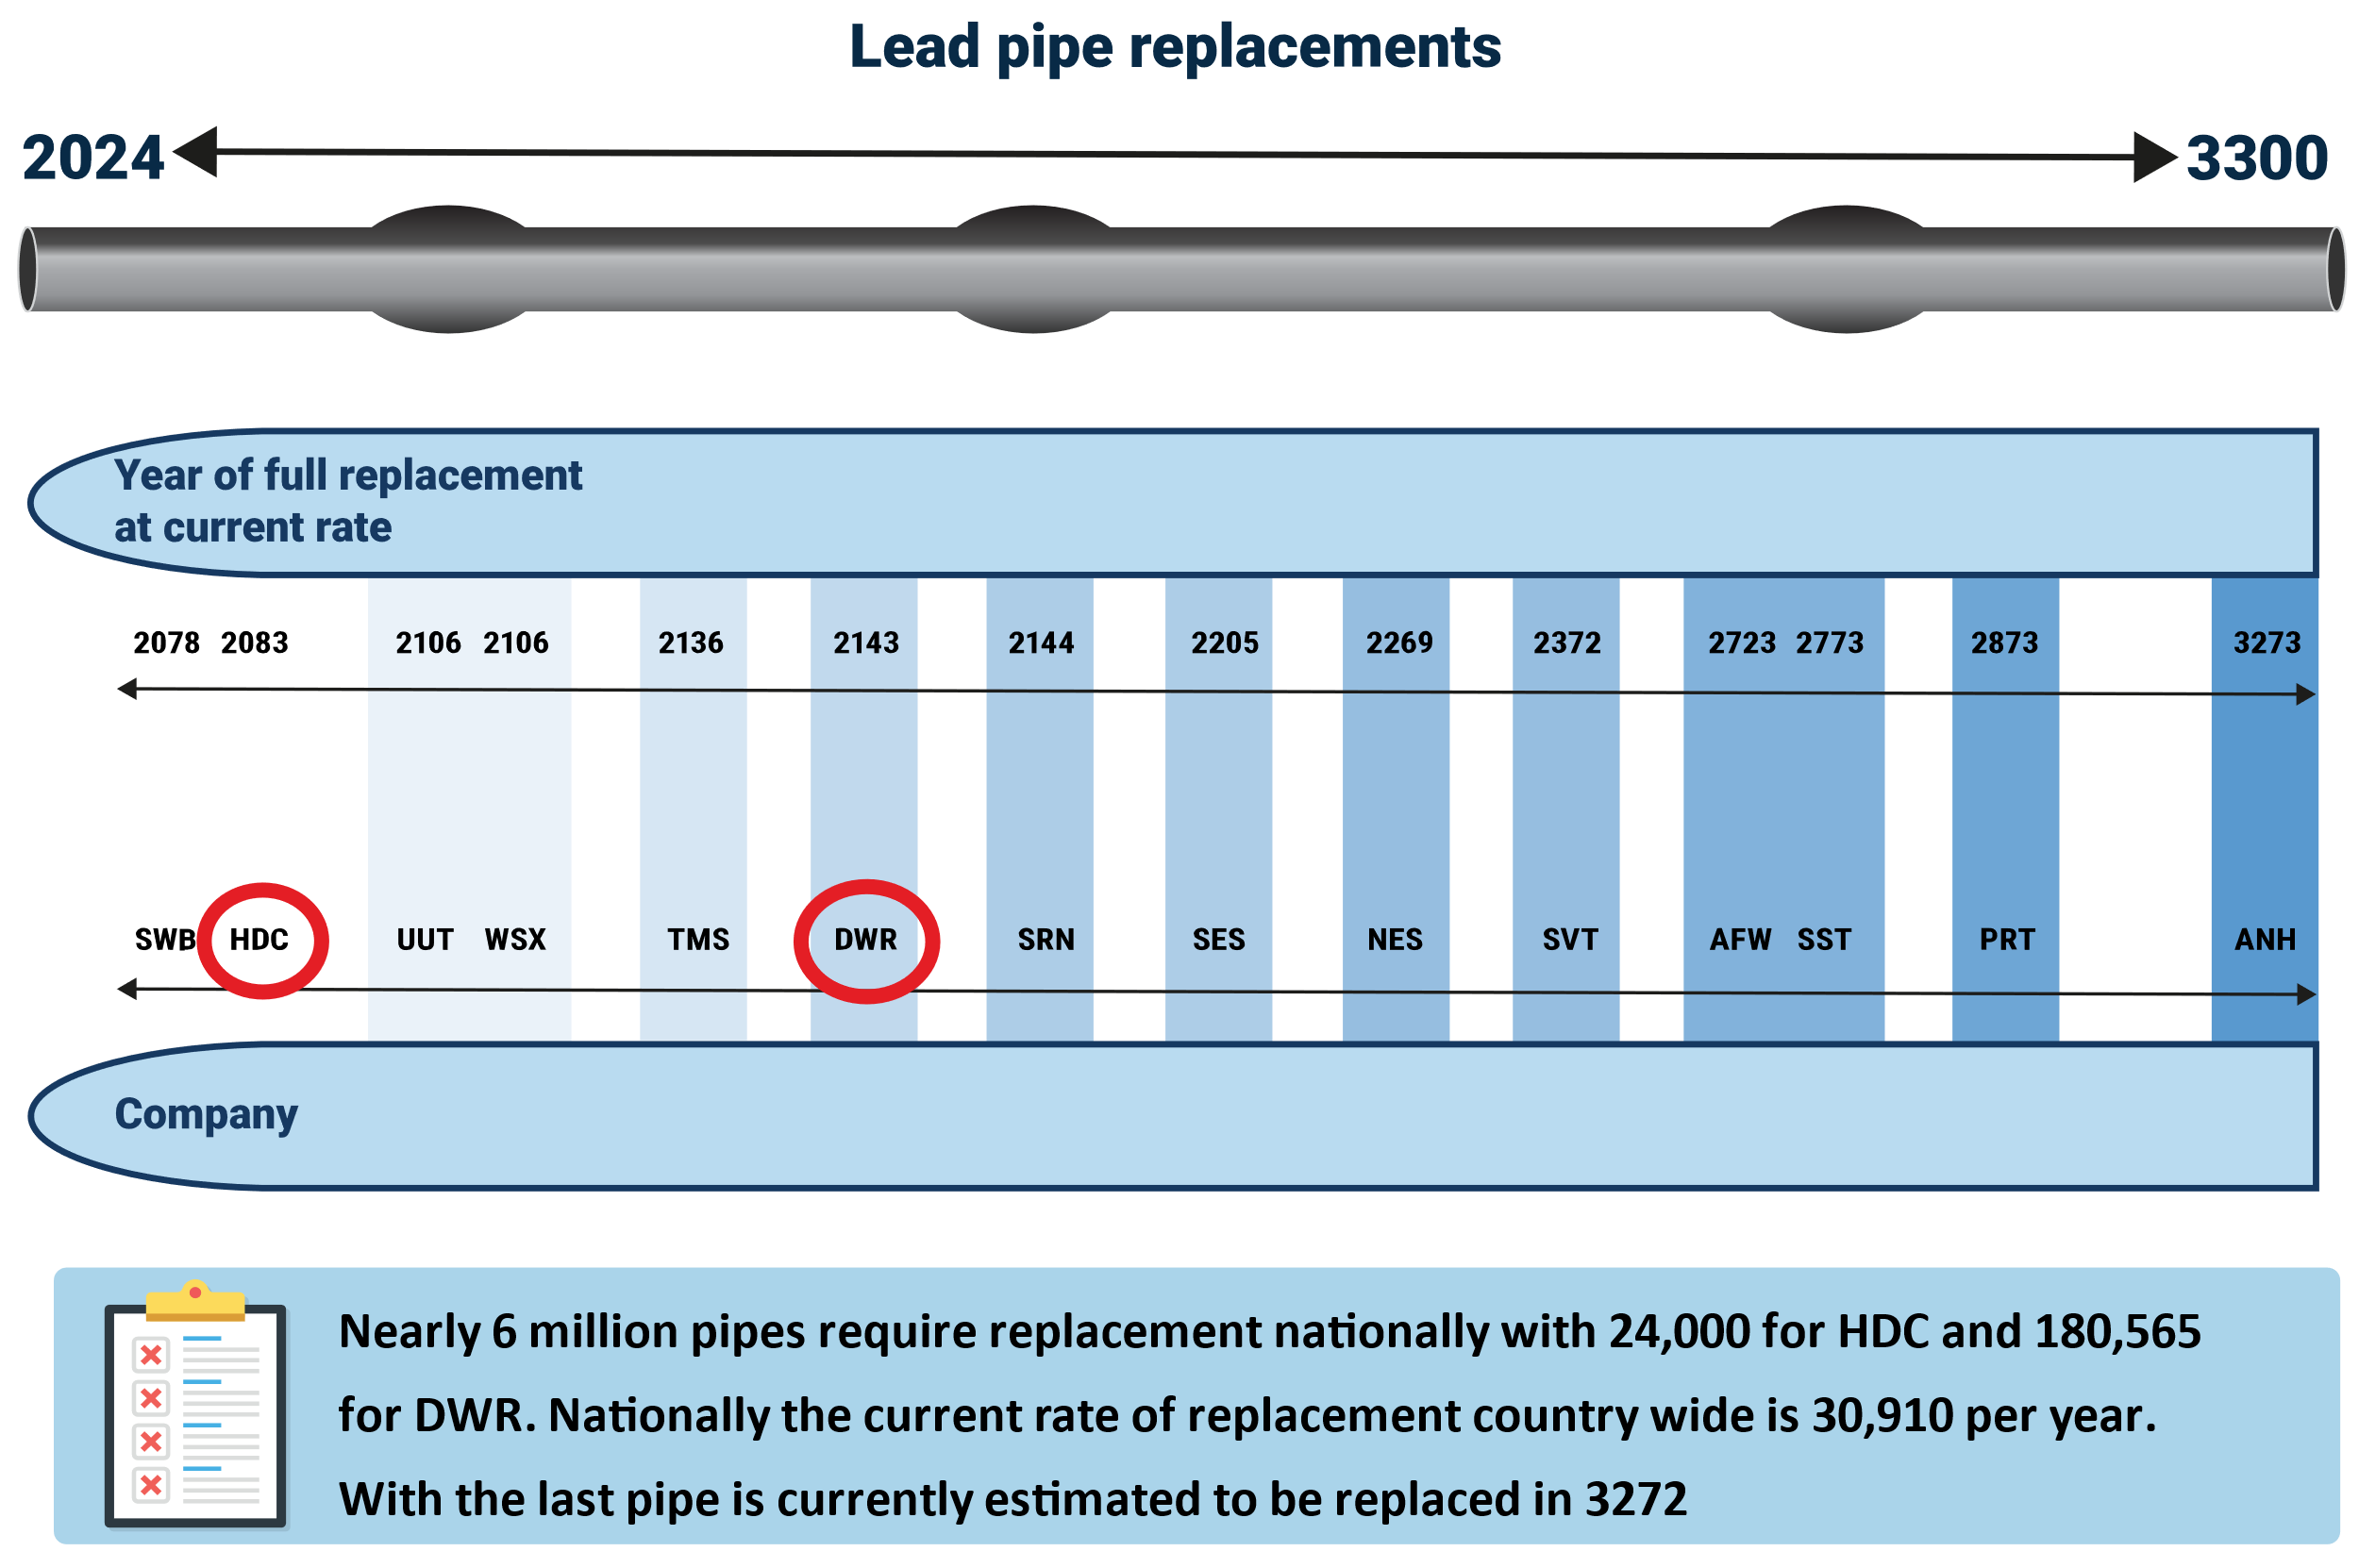 Lead pipe replacements
2024 3300
Year of full replacement
at current rate
2078 2083 2106 2106 2136 2143 2144 2205 2269 2372 2723 2773 2873 3273
SWB HDC UUT WSX TMS DWR SRN SES NES SVT AFW SST PRT ANH
Company
Nearly 6 million pipes require replacement nationally with 24,000 for HDC and 180,565
for DWR. Nationally the current rate of replacement country wide is 30,910 per year.
With the last pipe is currently estimated to be replaced in 3272